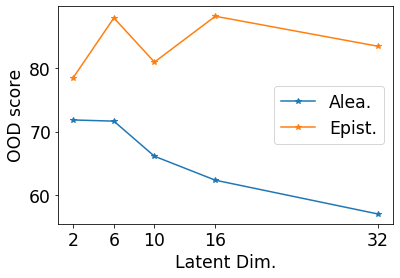 OOD score
80
70
60
Alea.
Epist.
2 6 10 16 32
Latent Dim.